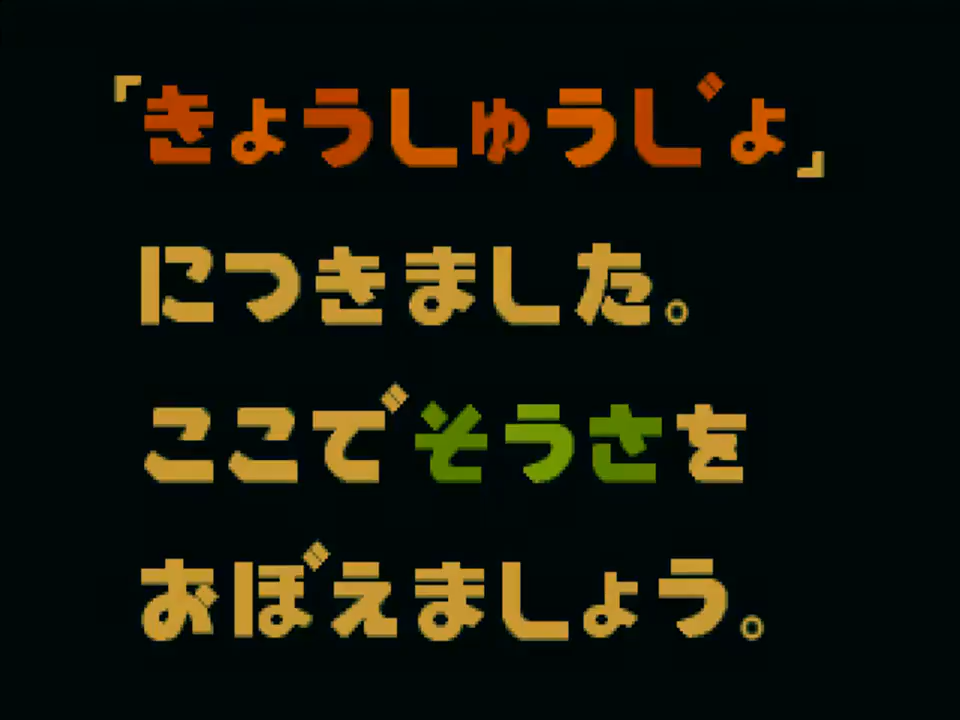 「きょうしゅうじょ」
につきました。
ここでそうさを
おぼえましょう。